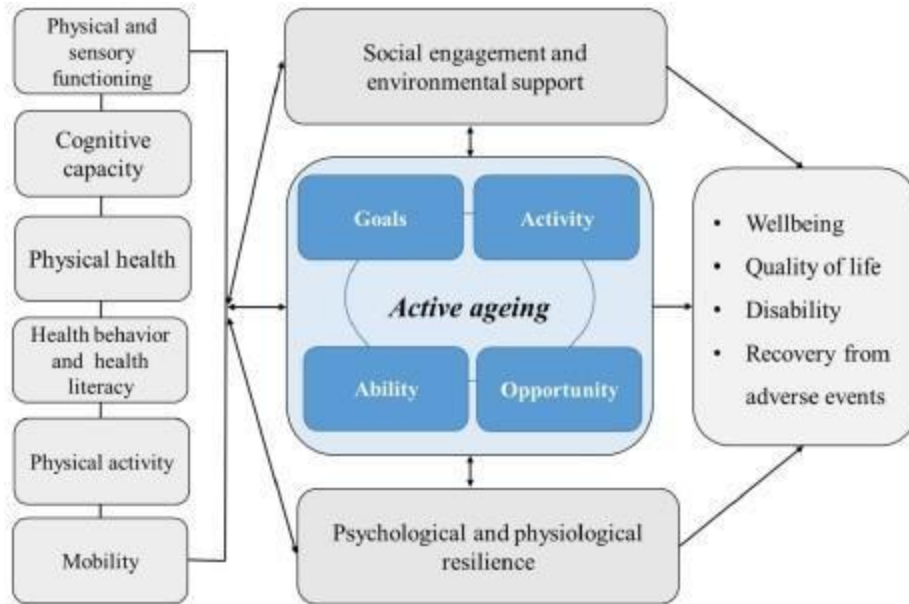 Physical and
sensory
functioning
Cognitive
capacity
Physical health
Health behavior
and health
literacy
Physical activity
Mobility
Social engagement and
environmental support
Goals
Activity
Active ageing
Ability
Opportunity
Psychological and physiological
resilience
• Wellbeing
• Quality of life
• Disability
• Recovery from
adverse events